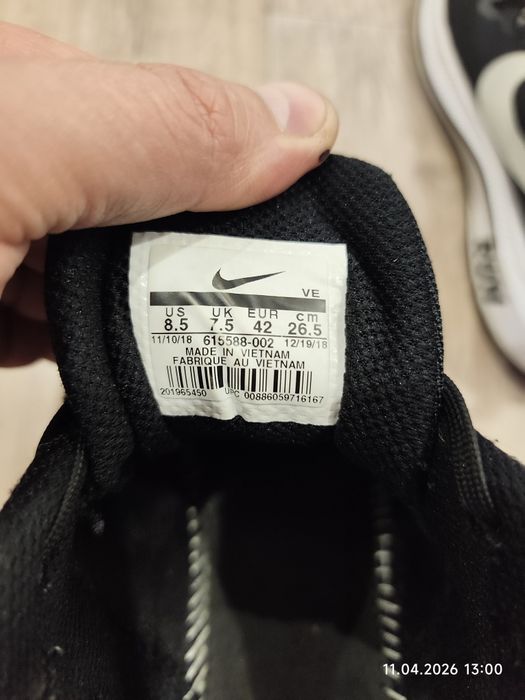 VE
US UK EUR cm
8.5 7.5 42 26.5
11/10/18 615588-002 12/19/18
MADE IN VIETNAM
FABRIQUE AU VIETNAM
201965450 UPC 00886059716167
RUN
11.04.2026 13:00